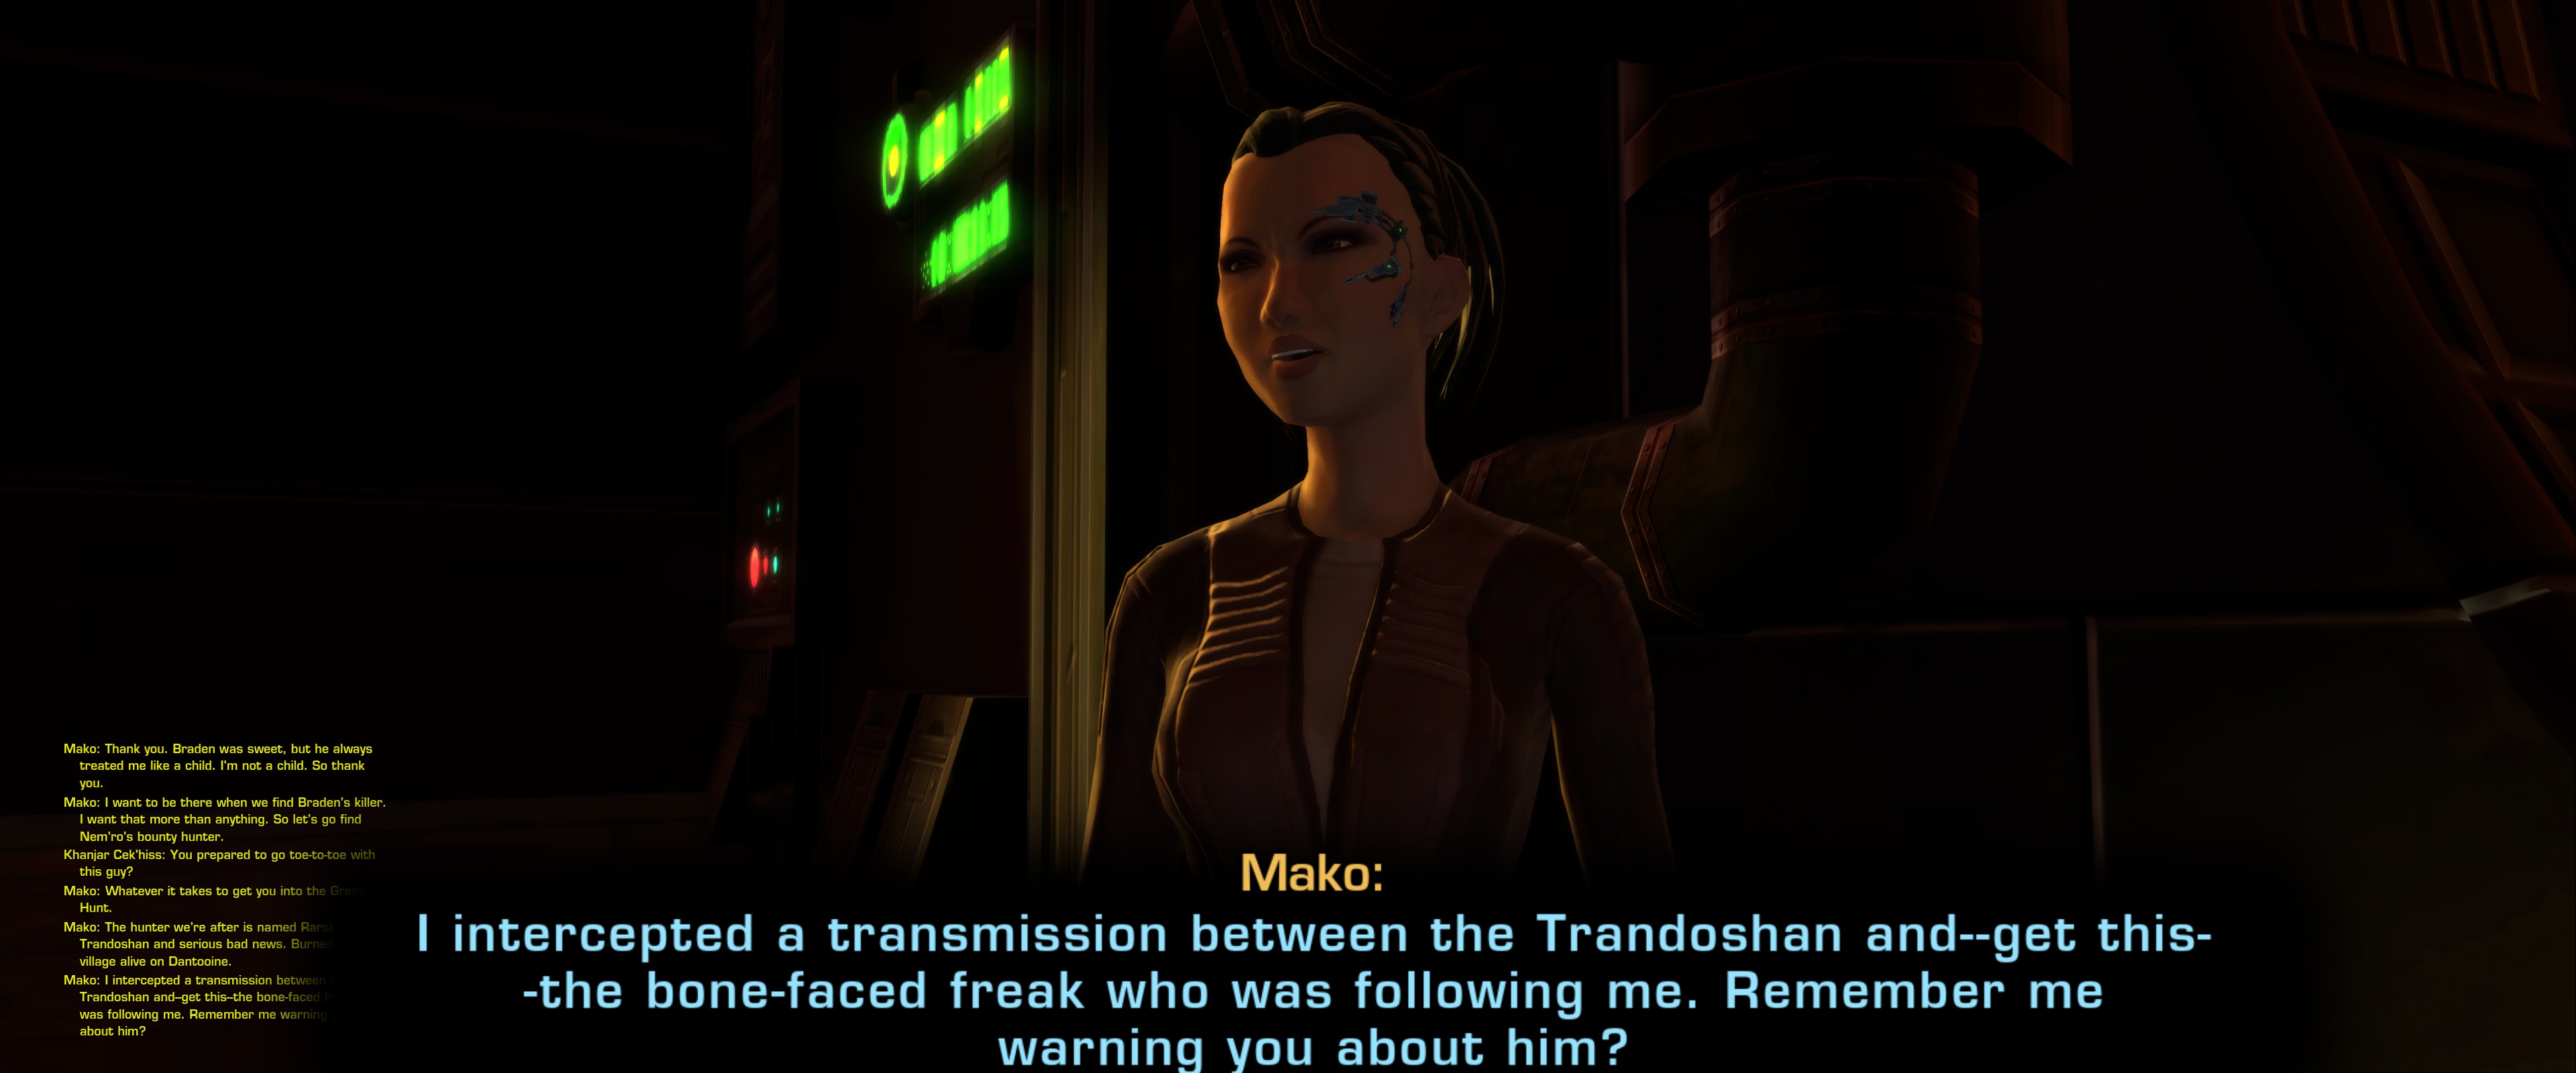 Mako: Thank you. Braden was sweet, but he always
treated me like a child. I'm not a child. So thank
you.
Mako: I want to be there when we find Braden's killer.
I want that more than anything. So let's go find
Nem'ro's bounty hunter.
Khanjar Cek'hiss: You prepared to go toe-to-toe with
this guy?
Mako: Whatever it takes to get you into the Great
Hunt.
Mako: The hunter we're after is named
Trandoshan and serious bad news. Burned
village alive on Dantooine.
Mako: I intercepted a transmission between
Trandoshan and--get this--the bone-faced
was following me. Remember me warning
about him?
Mako:
I intercepted a transmission between the Trandoshan and--get this-
-the bone-faced freak who was following me. Remember me
warning you about him?